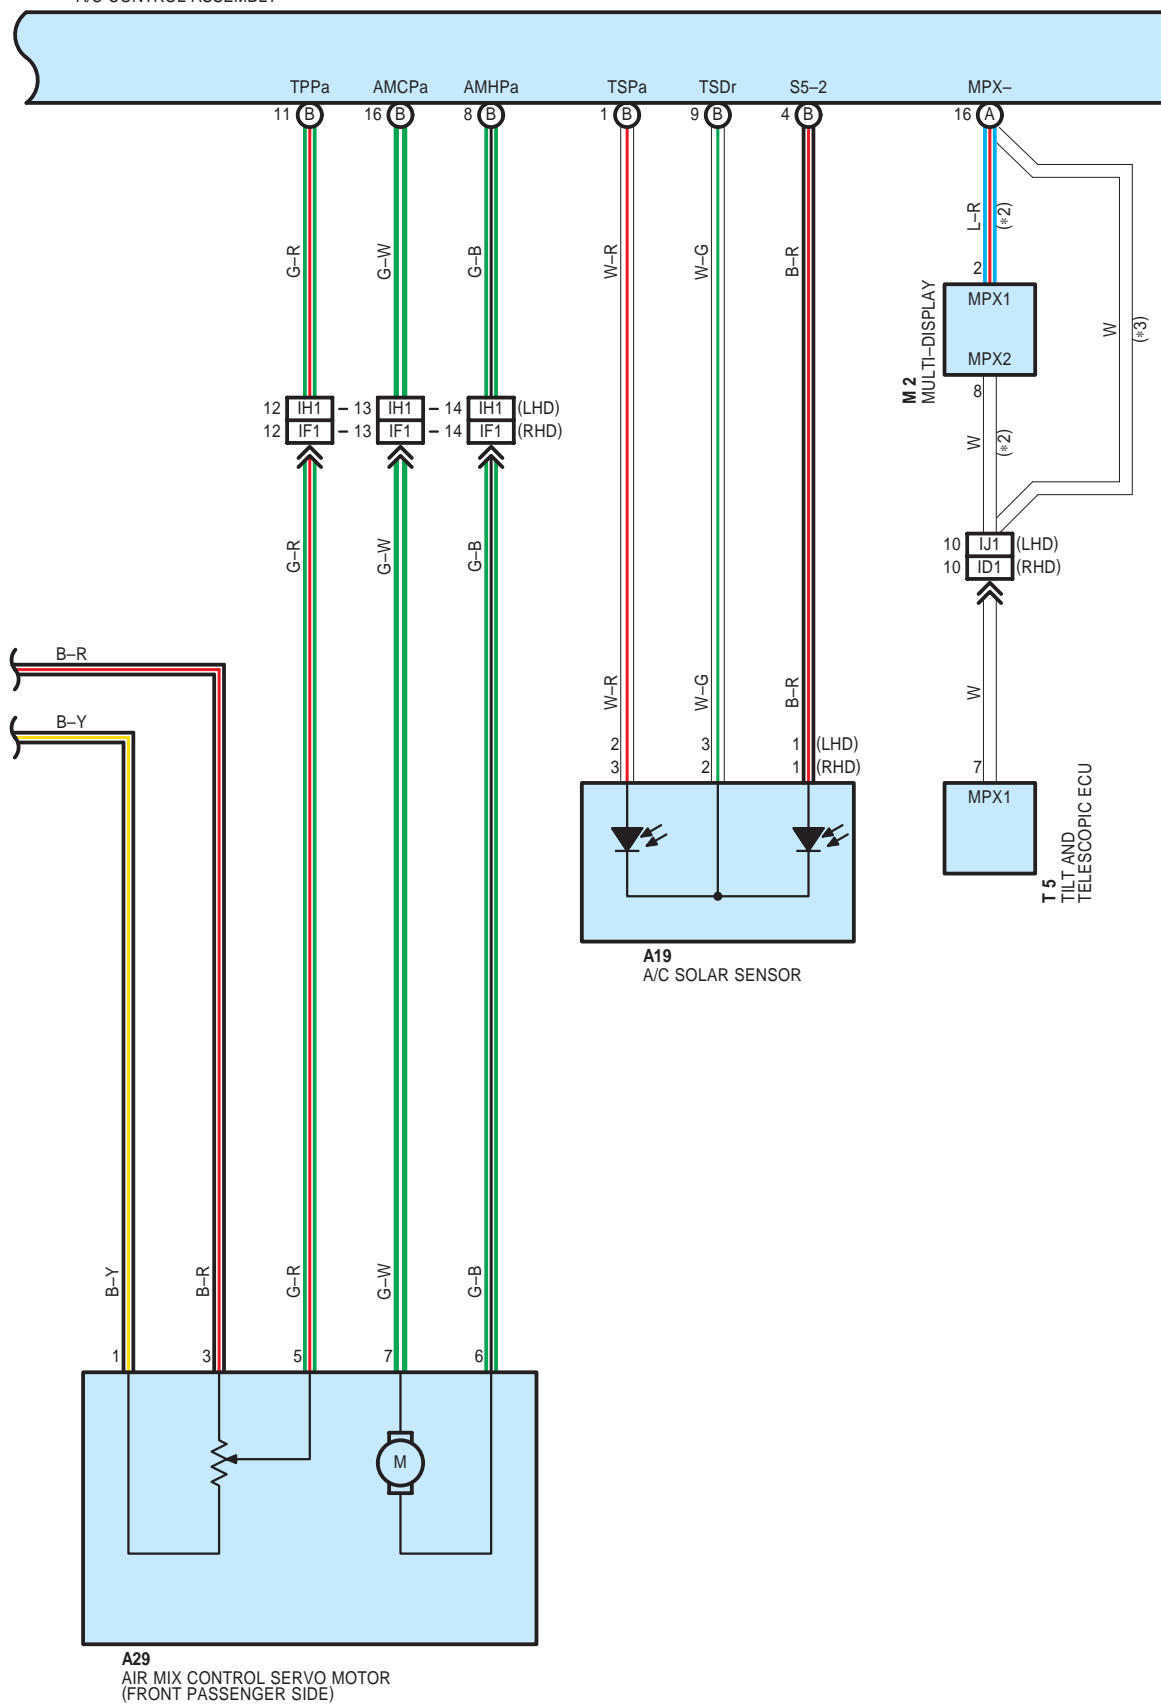 A/C CONTROL ASSEMBLY
TPPa AMCPa AMHPa TSPa TSDr S5–2 MPX–
11 B 16 B 8 B 1 B 9 B 4 B 16 A
G–R G–W G–B W–R W–G B–R L–R (*2)
2
MPX1
MPX2
8
M 2
MULTI–DISPLAY
W (*3)
12 IH1 – 13 IH1 – 14 IH1 (LHD)
12 IF1 – 13 IF1 – 14 IF1 (RHD)
W (*2)
G–R G–W G–B
10 IJ1 (LHD)
10 ID1 (RHD)
B–R
B–Y
W–R W–G B–R W
2 3 1 (LHD)
3 2 1 (RHD)
7
MPX1
T 5
TILT AND
TELESCOPIC ECU
A19
A/C SOLAR SENSOR
B–Y B–R G–R G–W G–B
1 3 5 7 6
M
A29
AIR MIX CONTROL SERVO MOTOR
(FRONT PASSENGER SIDE)